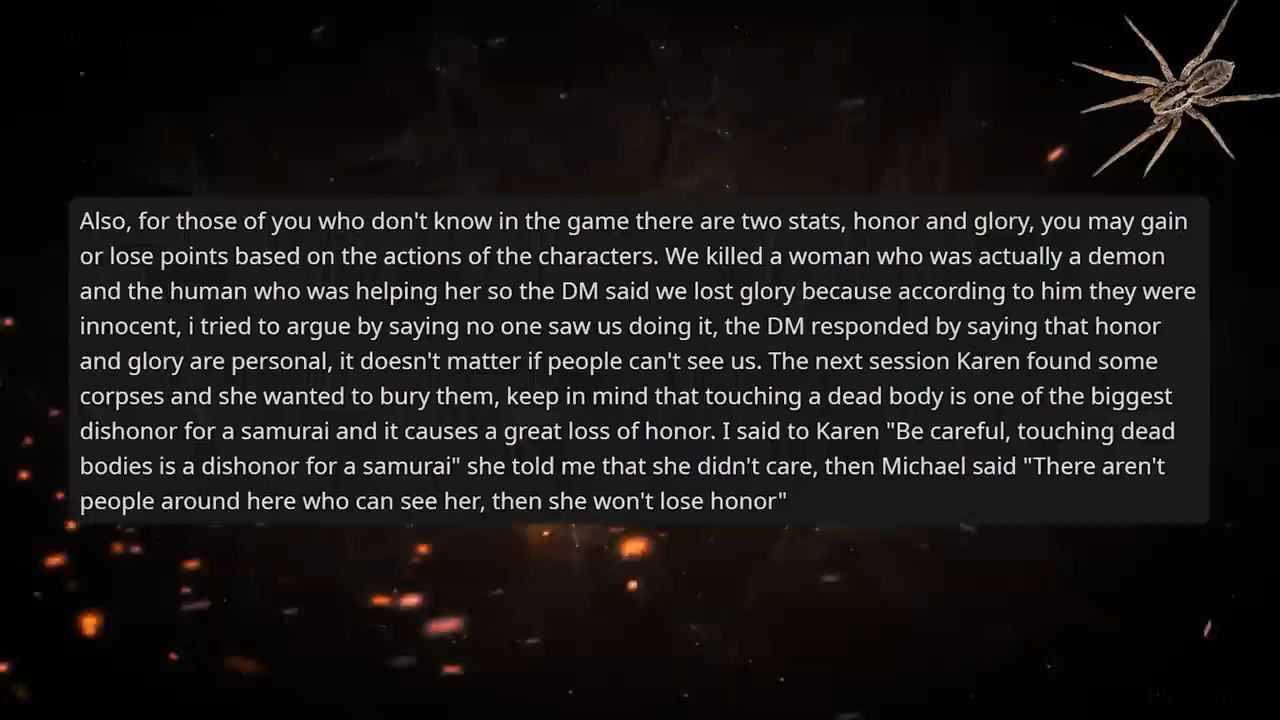 Also, for those of you who don't know in the game there are two stats, honor and glory, you may gain
or lose points based on the actions of the characters. We killed a woman who was actually a demon
and the human who was helping her so the DM said we lost glory because according to him they were
innocent, i tried to argue by saying no one saw us doing it, the DM responded by saying that honor
and glory are personal, it doesn't matter if people can't see us. The next session Karen found some
corpses and she wanted to bury them, keep in mind that touching a dead body is one of the biggest
dishonor for a samurai and it causes a great loss of honor. I said to Karen "Be careful, touching dead
bodies is a dishonor for a samurai" she told me that she didn't care, then Michael said "There aren't
people around here who can see her, then she won't lose honor"